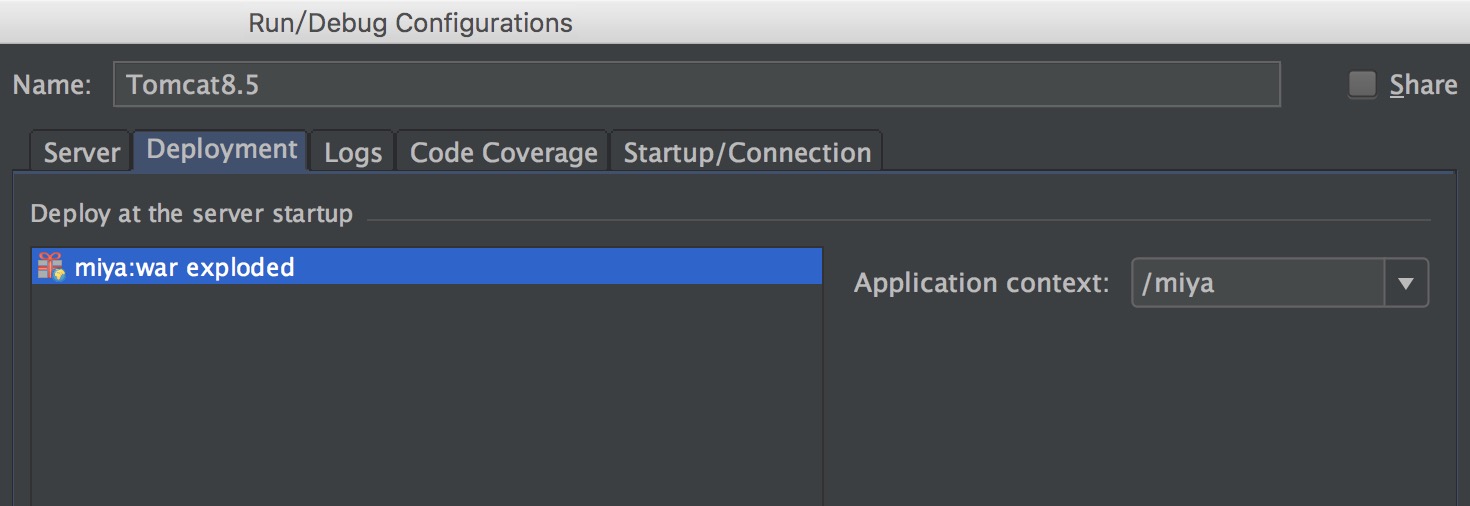 Run/Debug Configurations
Name: Tomcat8.5 Share
Server Deployment Logs Code Coverage Startup/Connection
Deploy at the server startup
miya:war exploded
Application context: /miya